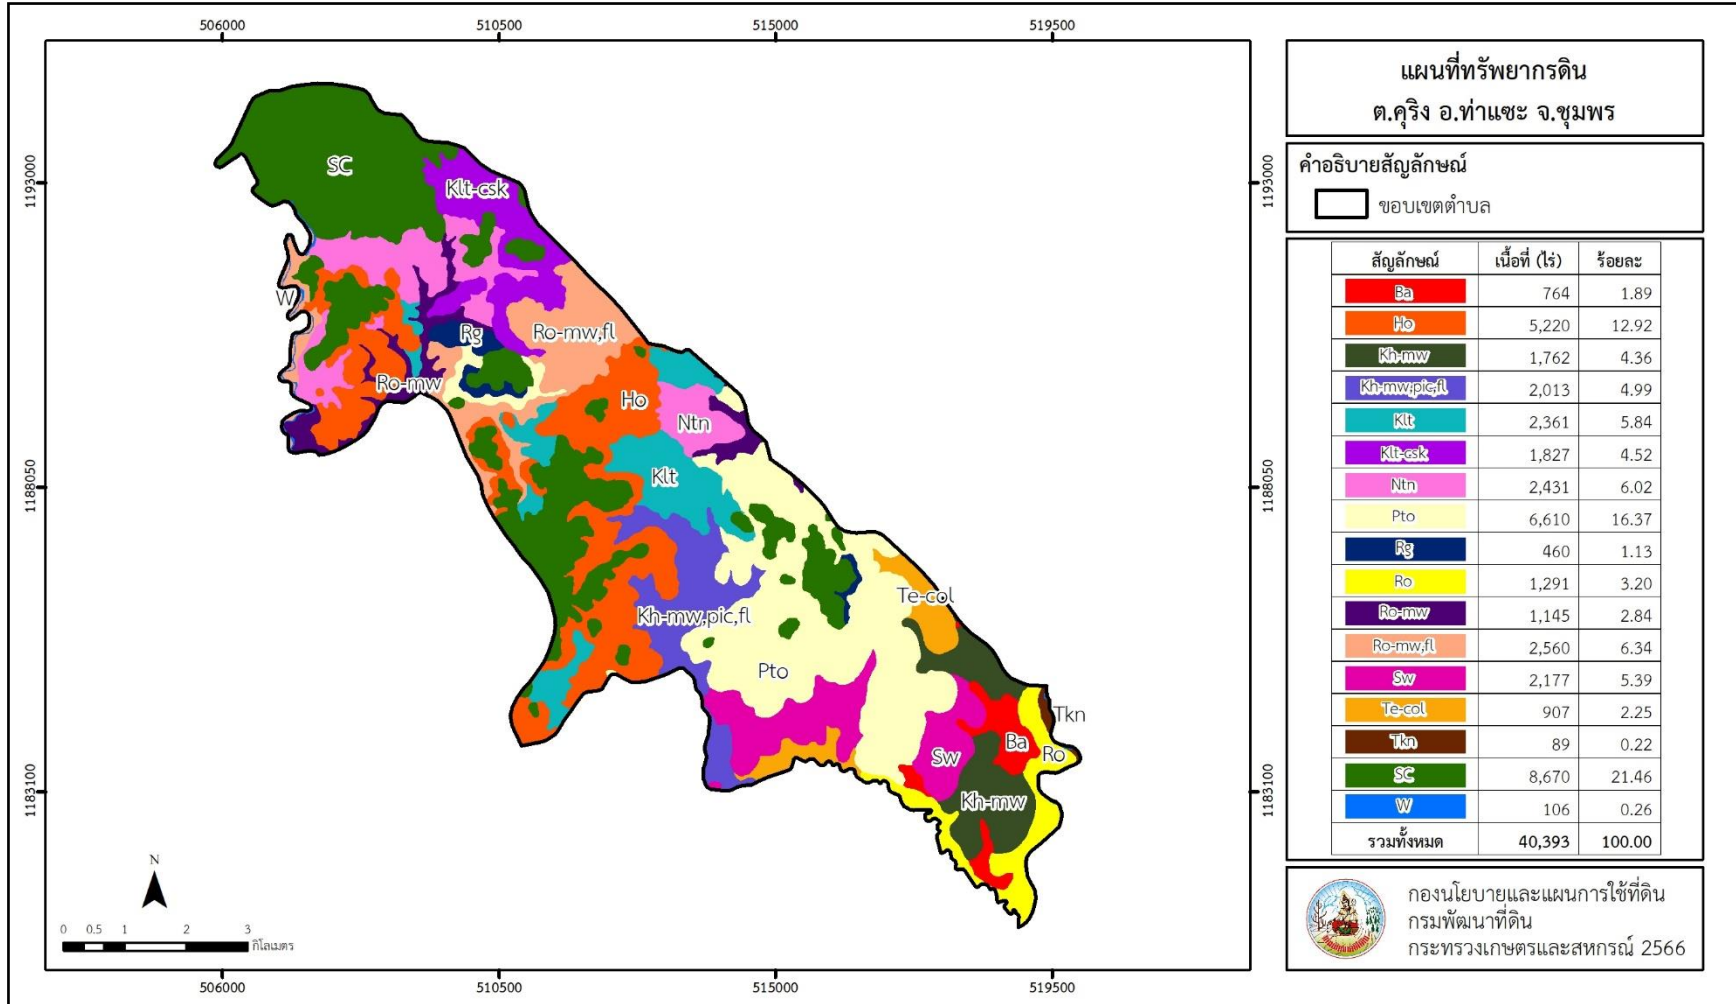 506000 510500 515000 519500
1193000 1193000
1188050 1188050
1183100 1183100
506000 510500 515000 519500
SC
Klt-csk
W
Rg
Ro-mw,fl
Ro-mw
Ho
Ntn
Klt
Te-col
Kh-mw,pic,fl
Pto
Tkn
Ba
Ro
Sw
Kh-mw
N
0 0.5 1 2 3
กิโลเมตร
แผนที่ทรัพยากรดิน
ต.คุริง อ.ท่าแซะ จ.ชุมพร
คำอธิบายสัญลักษณ์
ขอบเขตตำบล
สัญลักษณ์ เนื้อที่ (ไร่) ร้อยละ
Ba 764 1.89
Ho 5,220 12.92
Kh-mw 1,762 4.36
Kh-mw,pic,fl 2,013 4.99
Klt 2,361 5.84
Klt-csk 1,827 4.52
Ntn 2,431 6.02
Pto 6,610 16.37
Rg 460 1.13
Ro 1,291 3.20
Ro-mw 1,145 2.84
Ro-mw,fl 2,560 6.34
Sw 2,177 5.39
Te-col 907 2.25
Tkn 89 0.22
SC 8,670 21.46
W 106 0.26
รวมทั้งหมด 40,393 100.00
กองนโยบายและแผนการใช้ที่ดิน
กรมพัฒนาที่ดิน
กระทรวงเกษตรและสหกรณ์ 2566